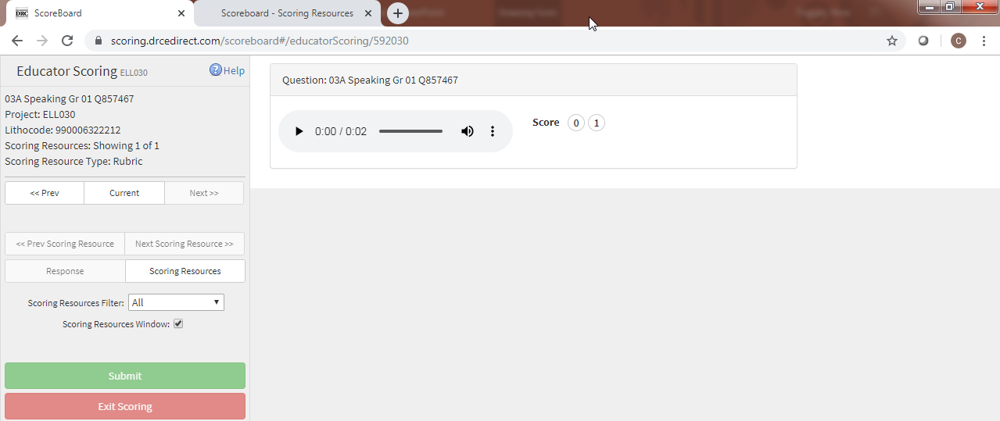 DRC ScoreBoard
Scoreboard - Scoring Resources
scoring.drcedirect.com/scoreboard#/educatorScoring/592030
C
Educator Scoring ELL030
? Help
03A Speaking Gr 01 Q857467
Project: ELL030
Lithocode: 990006322212
Scoring Resources: Showing 1 of 1
Scoring Resource Type: Rubric
<< Prev Current Next >>
<< Prev Scoring Resource Next Scoring Resource >>
Response Scoring Resources
Scoring Resources Filter: All
Scoring Resources Window:
Submit
Exit Scoring
Question: 03A Speaking Gr 01 Q857467
0:00 / 0:02
Score 0 1